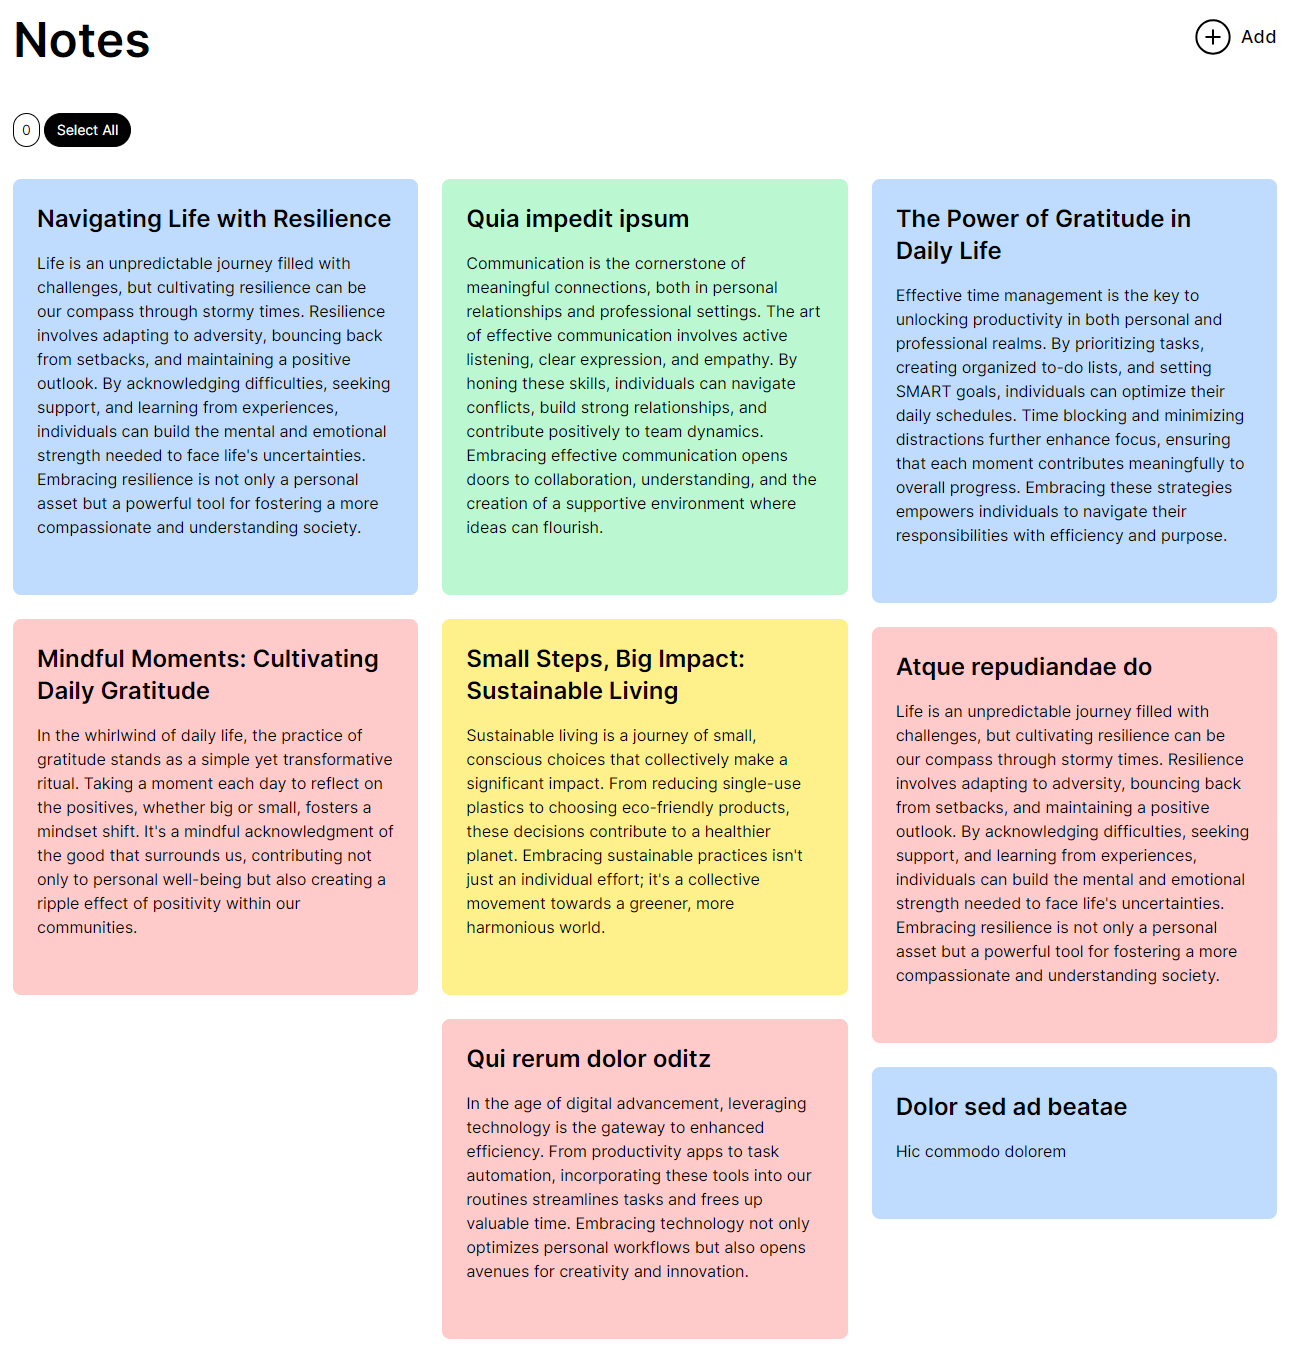 Notes
Add
0
Select All
Navigating Life with Resilience
Life is an unpredictable journey filled with
challenges, but cultivating resilience can be
our compass through stormy times. Resilience
involves adapting to adversity, bouncing back
from setbacks, and maintaining a positive
outlook. By acknowledging difficulties, seeking
support, and learning from experiences,
individuals can build the mental and emotional
strength needed to face life's uncertainties.
Embracing resilience is not only a personal
asset but a powerful tool for fostering a more
compassionate and understanding society.
Quia impedit ipsum
Communication is the cornerstone of
meaningful connections, both in personal
relationships and professional settings. The art
of effective communication involves active
listening, clear expression, and empathy. By
honing these skills, individuals can navigate
conflicts, build strong relationships, and
contribute positively to team dynamics.
Embracing effective communication opens
doors to collaboration, understanding, and the
creation of a supportive environment where
ideas can flourish.
The Power of Gratitude in
Daily Life
Effective time management is the key to
unlocking productivity in both personal and
professional realms. By prioritizing tasks,
creating organized to-do lists, and setting
SMART goals, individuals can optimize their
daily schedules. Time blocking and minimizing
distractions further enhance focus, ensuring
that each moment contributes meaningfully to
overall progress. Embracing these strategies
empowers individuals to navigate their
responsibilities with efficiency and purpose.
Mindful Moments: Cultivating
Daily Gratitude
In the whirlwind of daily life, the practice of
gratitude stands as a simple yet transformative
ritual. Taking a moment each day to reflect on
the positives, whether big or small, fosters a
mindset shift. It's a mindful acknowledgment of
the good that surrounds us, contributing not
only to personal well-being but also creating a
ripple effect of positivity within our
communities.
Small Steps, Big Impact:
Sustainable Living
Sustainable living is a journey of small,
conscious choices that collectively make a
significant impact. From reducing single-use
plastics to choosing eco-friendly products,
these decisions contribute to a healthier
planet. Embracing sustainable practices isn't
just an individual effort; it's a collective
movement towards a greener, more
harmonious world.
Atque repudiandae do
Life is an unpredictable journey filled with
challenges, but cultivating resilience can be
our compass through stormy times. Resilience
involves adapting to adversity, bouncing back
from setbacks, and maintaining a positive
outlook. By acknowledging difficulties, seeking
support, and learning from experiences,
individuals can build the mental and emotional
strength needed to face life's uncertainties.
Embracing resilience is not only a personal
asset but a powerful tool for fostering a more
compassionate and understanding society.
Qui rerum dolor oditz
In the age of digital advancement, leveraging
technology is the gateway to enhanced
efficiency. From productivity apps to task
automation, incorporating these tools into our
routines streamlines tasks and frees up
valuable time. Embracing technology not only
optimizes personal workflows but also opens
avenues for creativity and innovation.
Dolor sed ad beatae
Hic commodo dolorem